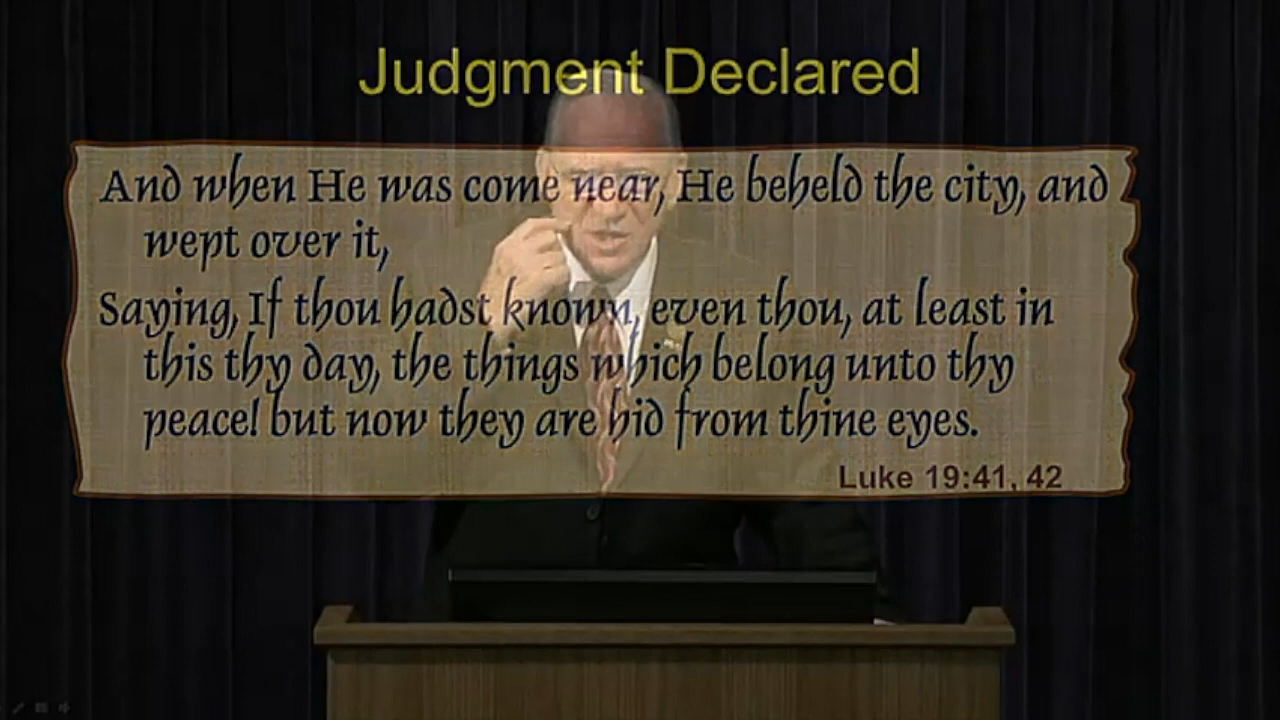 Judgment Declared
And when He was come near, He beheld the city, and
wept over it,
Saying, If thou hadst known, even thou, at least in
this thy day, the things which belong unto thy
peace! but now they are hid from thine eyes.
Luke 19:41, 42